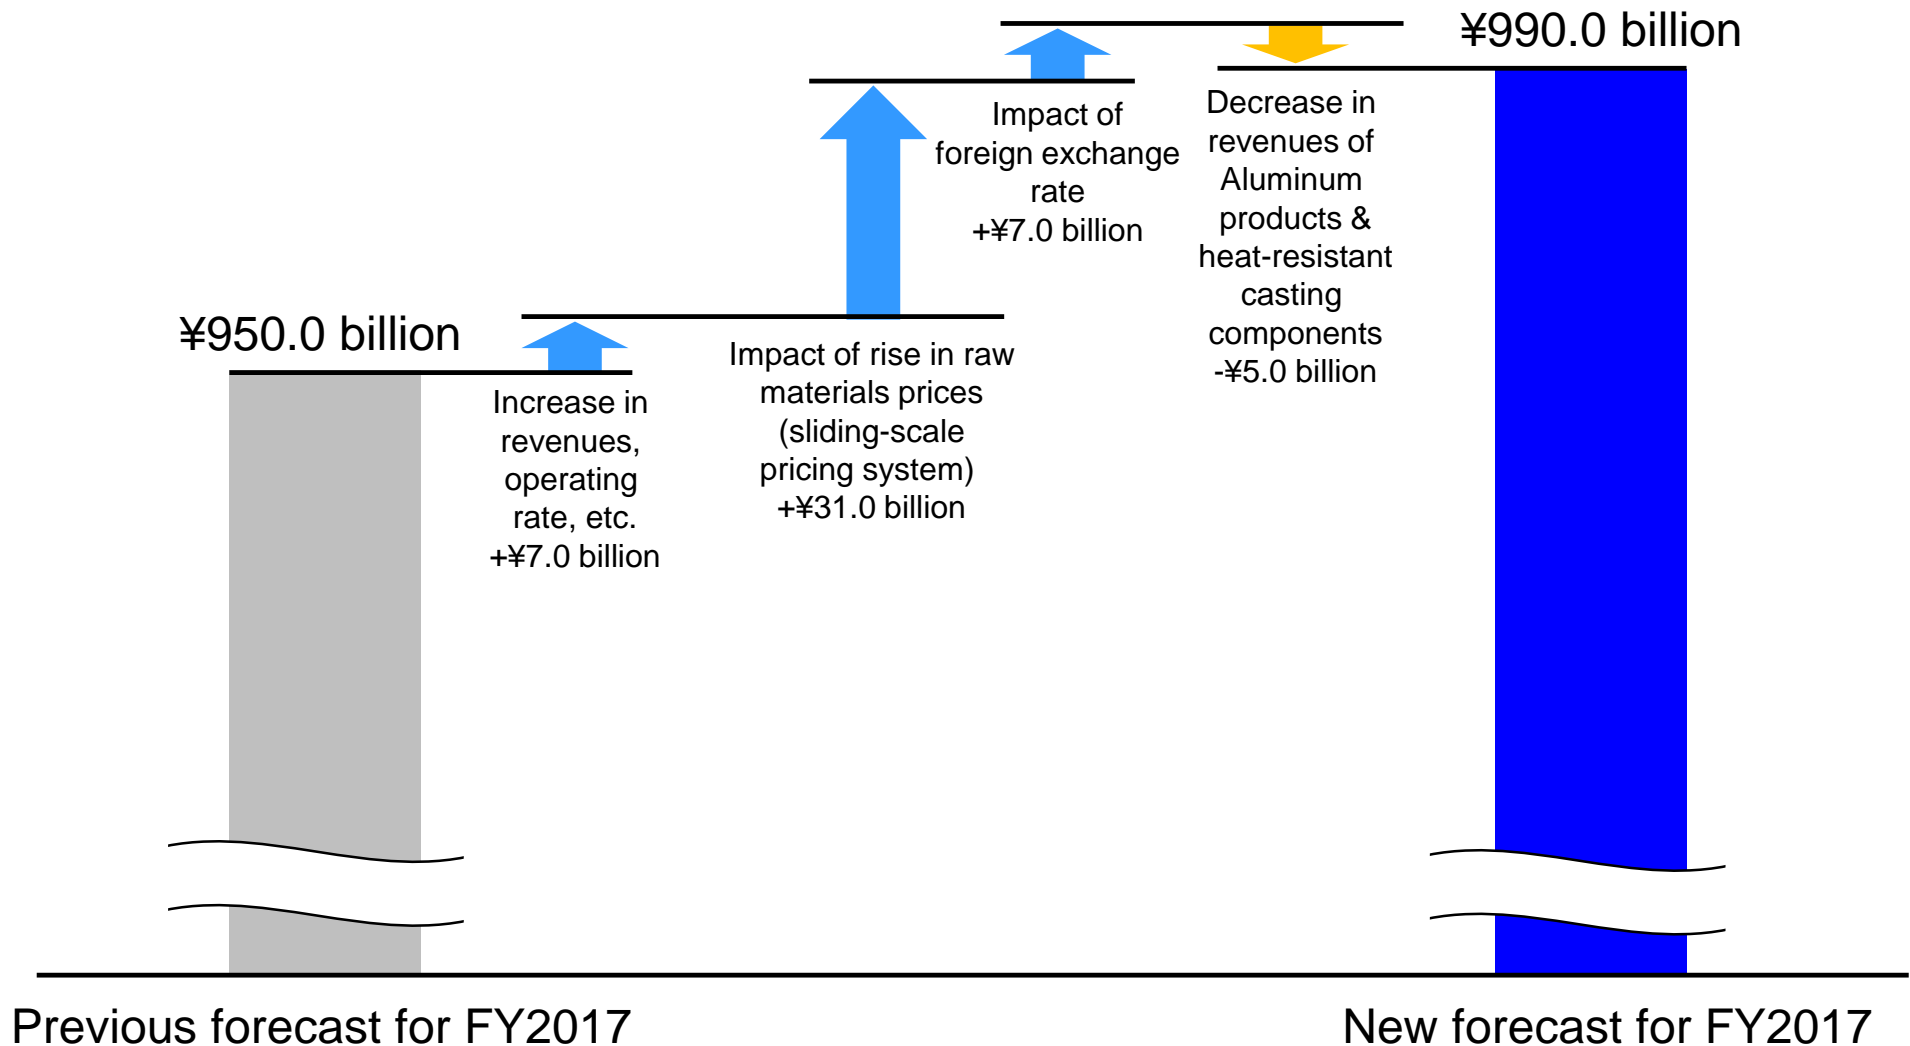 ¥950.0 billion
Increase in
revenues,
operating
rate, etc.
+¥7.0 billion
Impact of rise in raw
materials prices
(sliding-scale
pricing system)
+¥31.0 billion
Impact of
foreign exchange
rate
+¥7.0 billion
Decrease in
revenues of
Aluminum
products &
heat-resistant
casting
components
-¥5.0 billion
¥990.0 billion
Previous forecast for FY2017
New forecast for FY2017